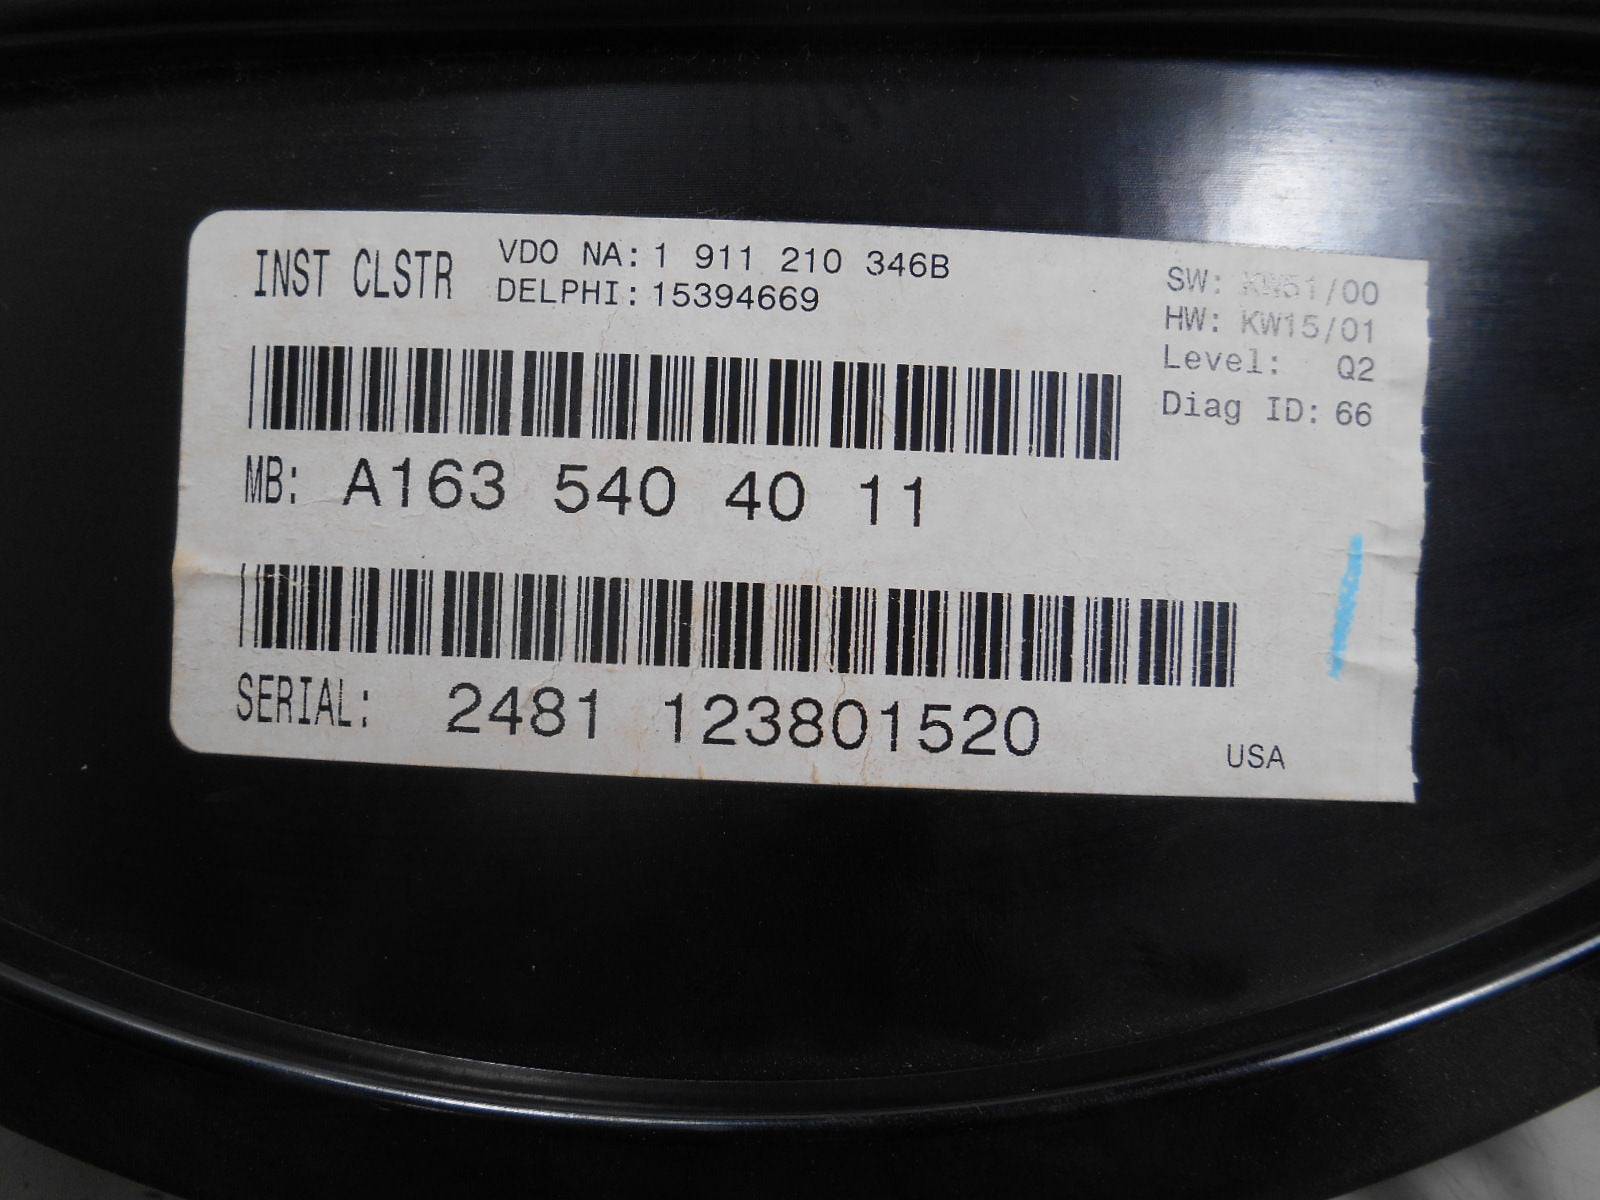 INST CLSTR
VDO NA: 1 911 210 346B
DELPHI: 15394669
SW: KW51/00
HW: KW15/01
Level: Q2
Diag ID: 66
MB: A163 540 40 11
SERIAL: 2481 123801520
USA